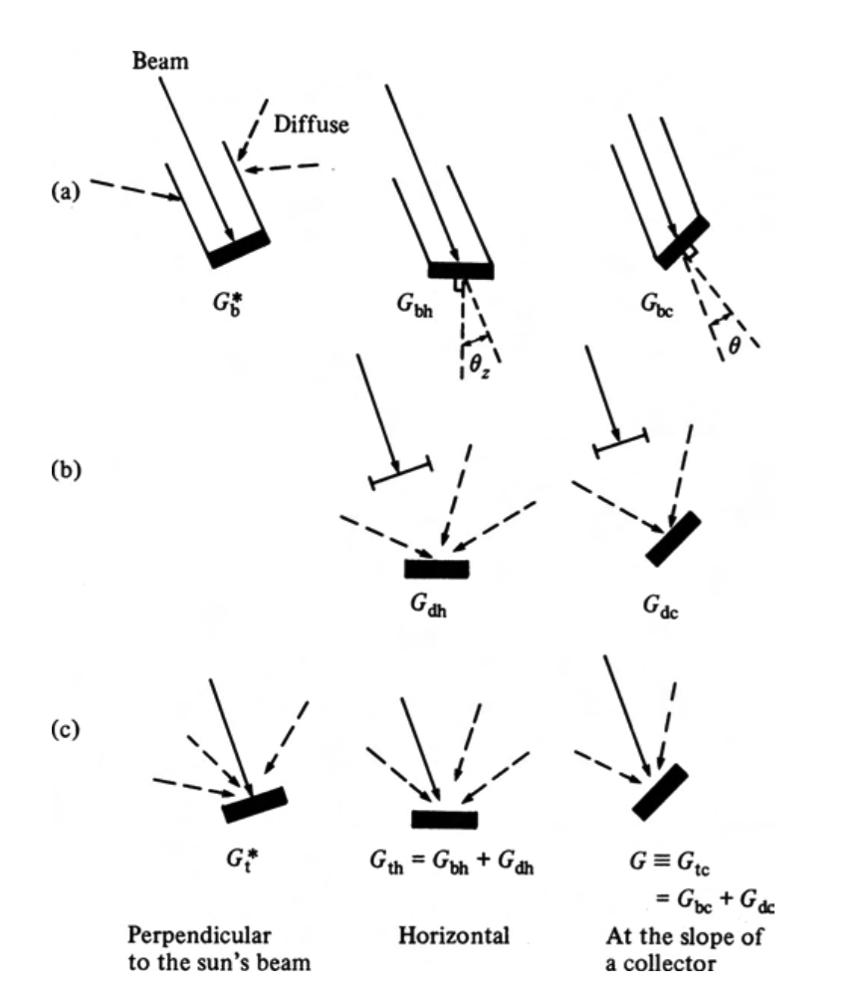 Beam
Diffuse
(a)
G*b
Gbh
Gbc
θz
θ
(b)
Gdh
Gdc
(c)
G*t
Gth = Gbh + Gdh
G ≡ Gtc
= Gbc + Gdc
Perpendicular
to the sun's beam
Horizontal
At the slope of
a collector